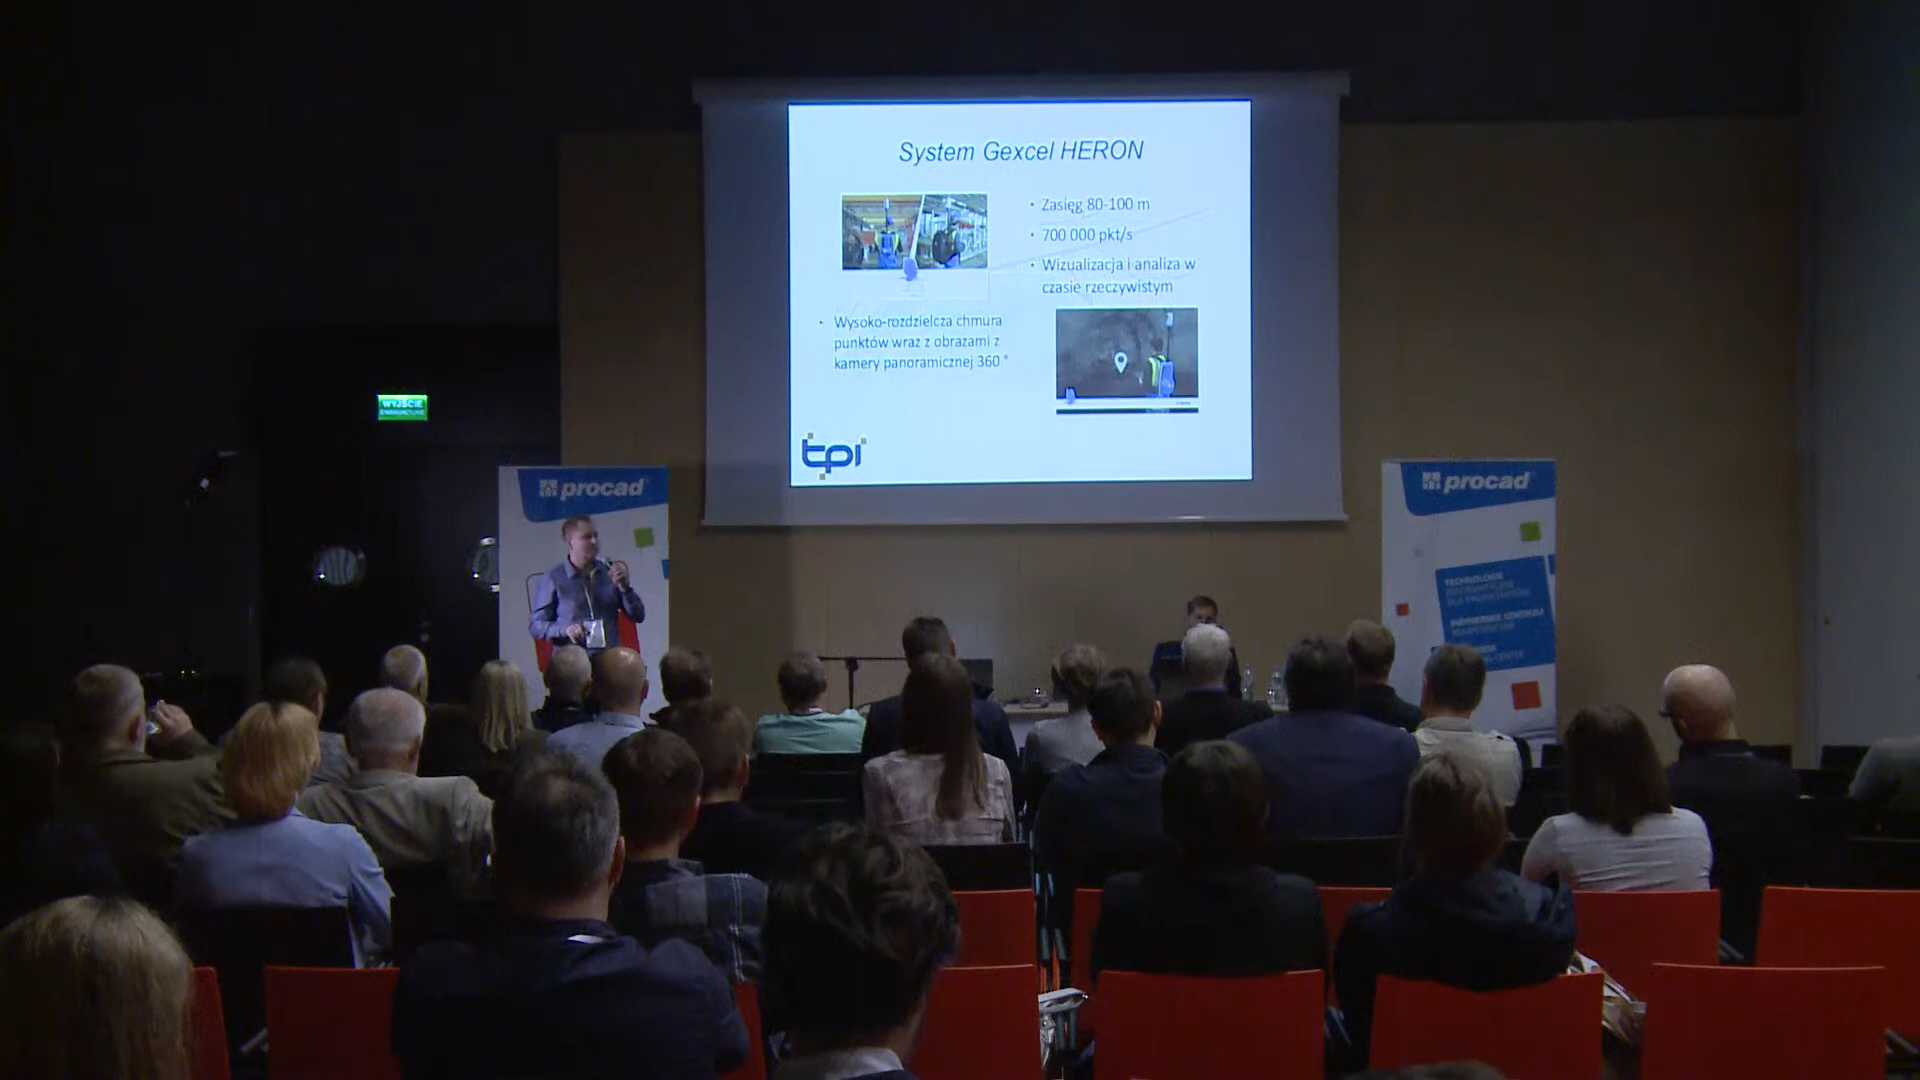 System Gexcel HERON
• Zasięg 80-100 m
• 700 000 pkt/s
• Wizualizacja i analiza w
czasie rzeczywistym
• Wysoko-rozdzielcza chmura
punktów wraz z obrazami z
kamery panoramicznej 360 °
tpi
WYJŚCIE
procad
procad
TECHNOLOGIE